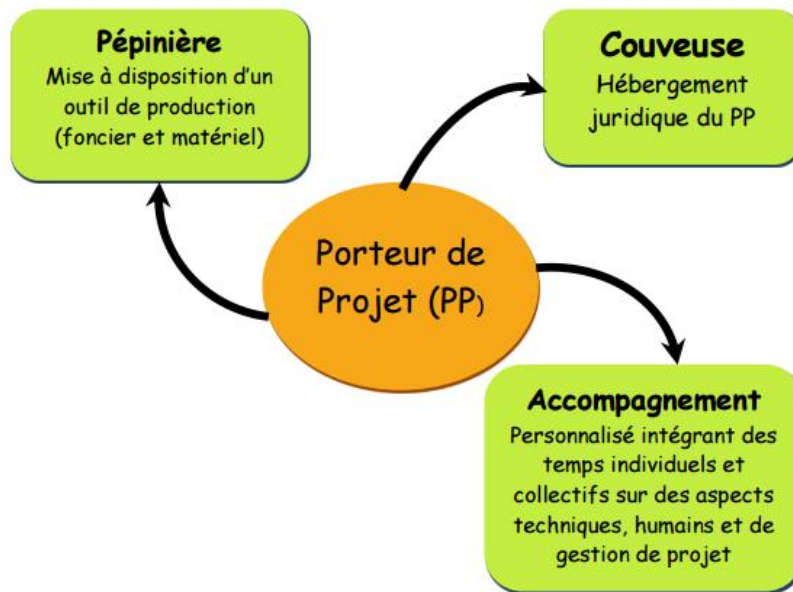 Pépinière
Mise à disposition d'un
outil de production
(foncier et matériel)
Couveuse
Hébergement
juridique du PP
Porteur de
Projet (PP)
Accompagnement
Personnalisé intégrant des
temps individuels et
collectifs sur des aspects
techniques, humains et de
gestion de projet